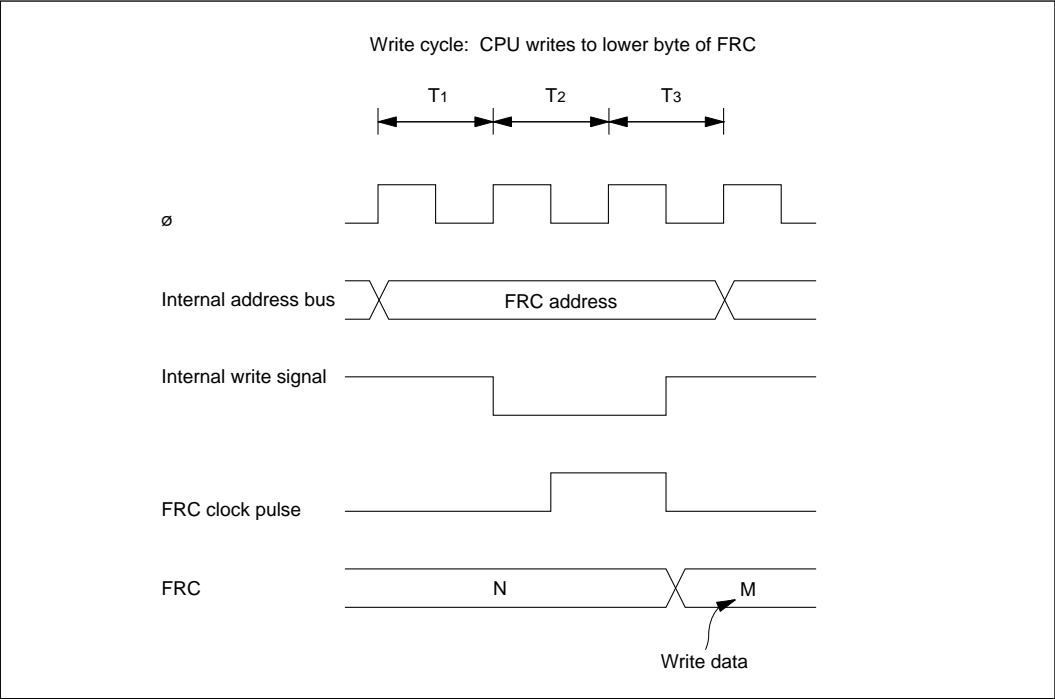 Write cycle: CPU writes to lower byte of FRC
T1 T2 T3
ø
Internal address bus
FRC address
Internal write signal
FRC clock pulse
FRC
N
M
Write data